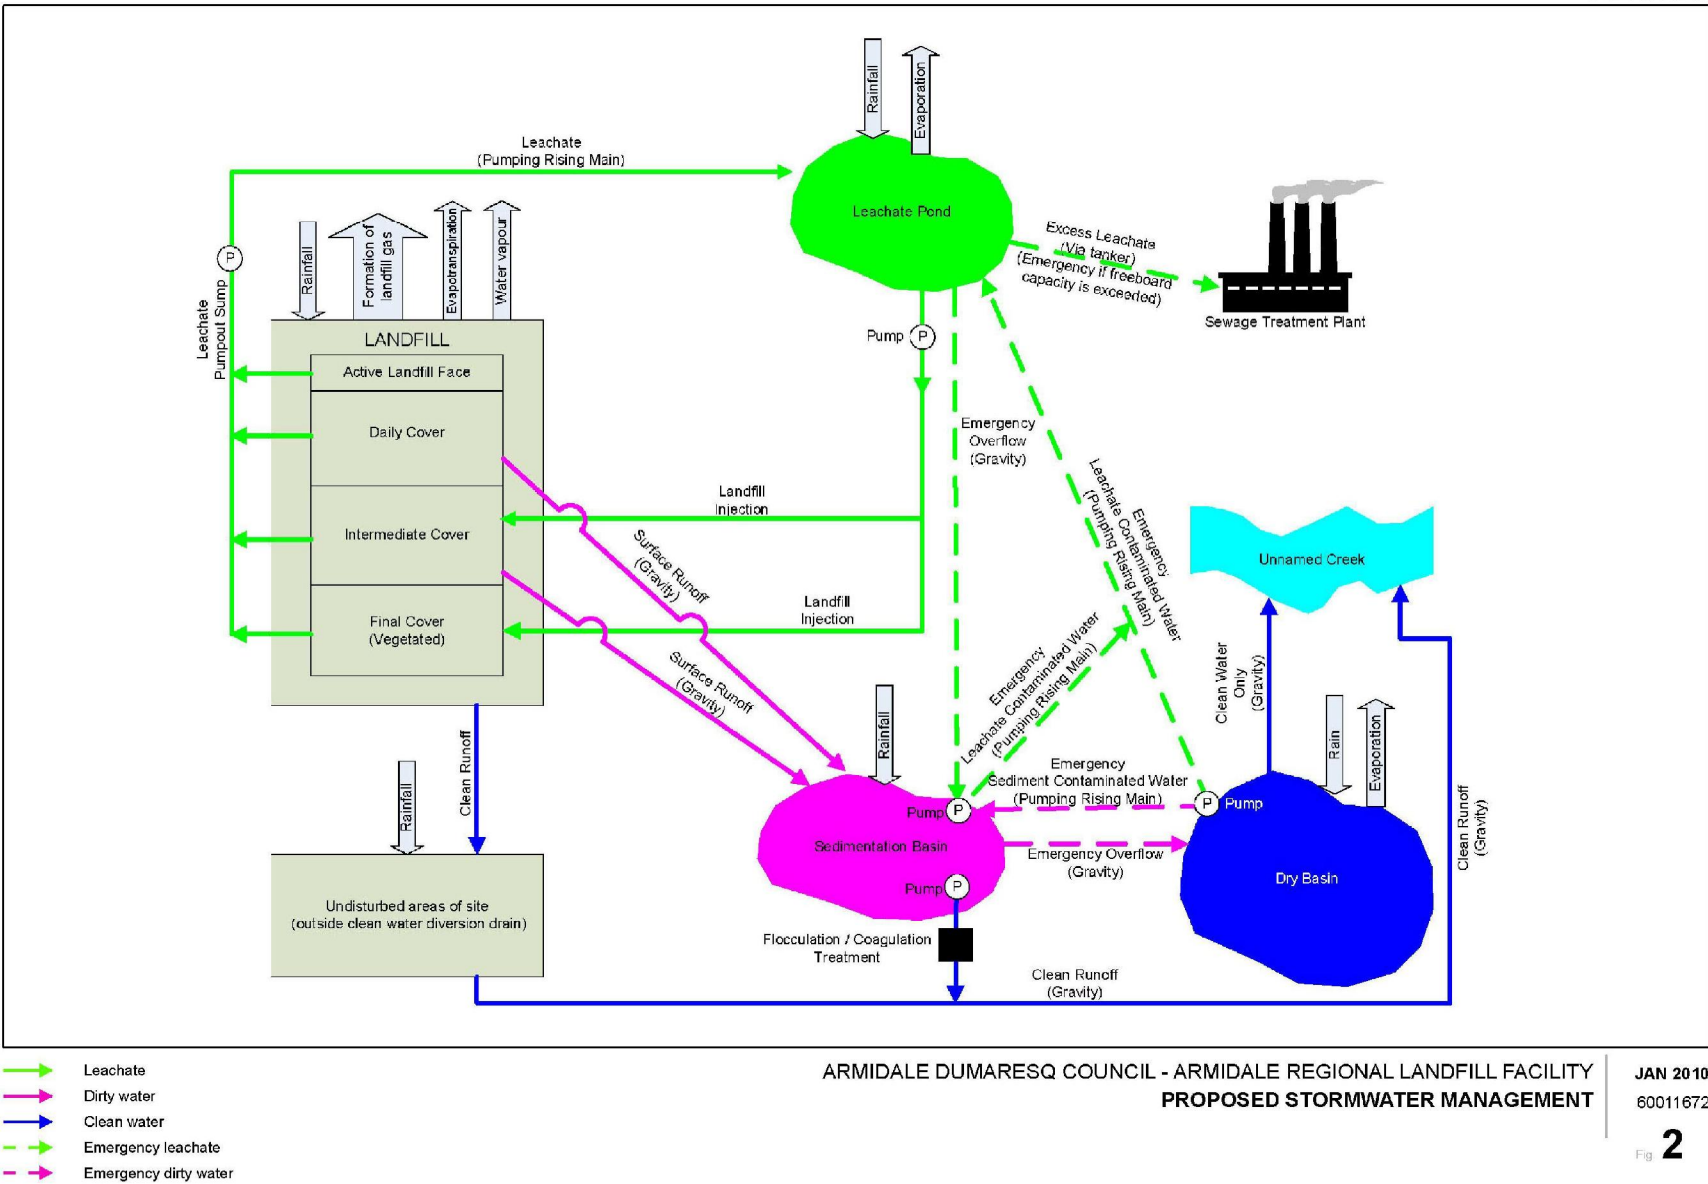 Rainfall
Evaporation
Leachate
(Pumping Rising Main)
Leachate Pond
Excess Leachate
(Via tanker)
(Emergency if freeboard
capacity is exceeded)
Sewage Treatment Plant
P
Leachate
Pumpout Sump
Rainfall
Formation of
landfill gas
Evapotranspiration
Water vapour
LANDFILL
Active Landfill Face
Daily Cover
Intermediate Cover
Final Cover
(Vegetated)
Pump P
Emergency
Overflow
(Gravity)
Landfill
Injection
Landfill
Injection
Surface Runoff
(Gravity)
Surface Runoff
(Gravity)
Emergency
Leachate Contaminated Water
(Pumping Rising Main)
Emergency
Leachate Contaminated Water
(Pumping Rising Main)
Unnamed Creek
Clean Water
Only
(Gravity)
Rain
Evaporation
Clean Runoff
(Gravity)
Clean Runoff
Rainfall
Rainfall
Emergency
Sediment Contaminated Water
(Pumping Rising Main)
Pump P
P Pump
Sedimentation Basin
Emergency Overflow
(Gravity)
Dry Basin
Pump P
Undisturbed areas of site
(outside clean water diversion drain)
Flocculation / Coagulation
Treatment
Clean Runoff
(Gravity)
Leachate
Dirty water
Clean water
Emergency leachate
Emergency dirty water
ARMIDALE DUMARESQ COUNCIL - ARMIDALE REGIONAL LANDFILL FACILITY
PROPOSED STORMWATER MANAGEMENT
JAN 2010
60011672
Fig 2